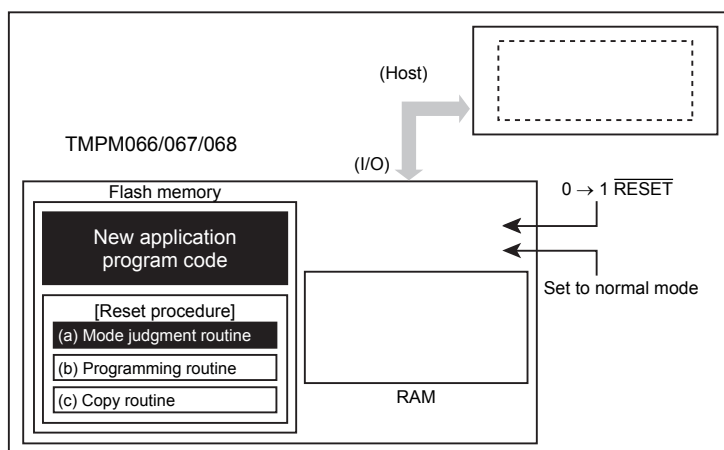 (Host)
TMPM066/067/068
(I/O)
Flash memory
0 → 1 RESET
New application
program code
Set to normal mode
[Reset procedure]
(a) Mode judgment routine
(b) Programming routine
(c) Copy routine
RAM